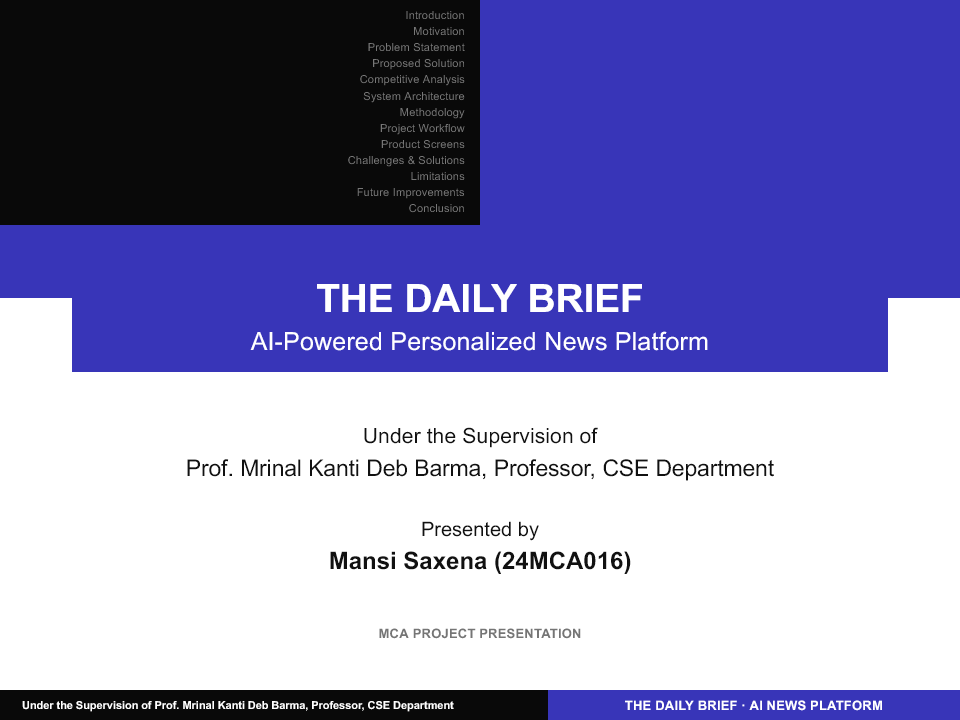 Introduction
Motivation
Problem Statement
Proposed Solution
Competitive Analysis
System Architecture
Methodology
Project Workflow
Product Screens
Challenges & Solutions
Limitations
Future Improvements
Conclusion
THE DAILY BRIEF
AI-Powered Personalized News Platform
Under the Supervision of
Prof. Mrinal Kanti Deb Barma, Professor, CSE Department
Presented by
Mansi Saxena (24MCA016)
MCA PROJECT PRESENTATION
Under the Supervision of Prof. Mrinal Kanti Deb Barma, Professor, CSE Department
THE DAILY BRIEF · AI NEWS PLATFORM